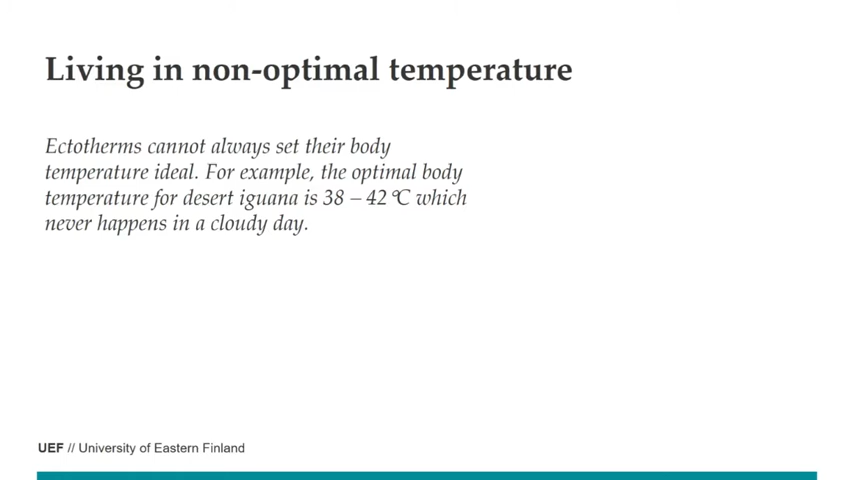 Living in non-optimal temperature
Ectotherms cannot always set their body
temperature ideal. For example, the optimal body
temperature for desert iguana is 38 – 42 °C which
never happens in a cloudy day.
UEF // University of Eastern Finland